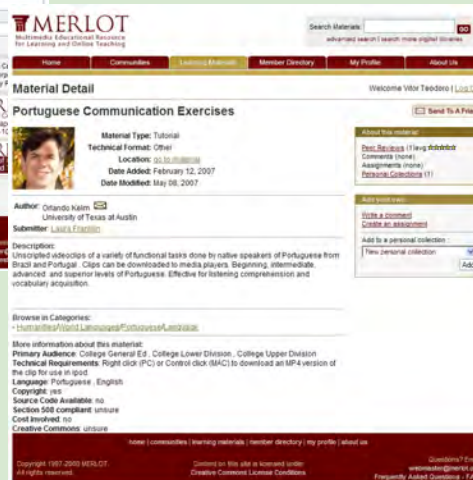 MERLOT
Multimedia Educational Resource
for Learning and Online Teaching
Search Materials:
go
advanced search | search more digital libraries
Home Communities Learning Materials Member Directory My Profile About Us
Material Detail
Welcome Vitor Teodoro |
Portuguese Communication Exercises
Send To A
Material Type: Tutorial
Technical Format: Other
Location: go to material
Date Added: February 12, 2007
Date Modified: May 08, 2007
About this material:
Peer Reviews (1) avg:
Comments (none)
Assignments (none)
Personal Collections (1)
Author: Orlando Kelm
University of Texas at Austin
Submitter: Laura Franklin
Add your own:
Write a comment
Create an assignment
Add to a personal collection :
New personal collection
Description:
Unscripted videoclips of a variety of functional tasks done by native speakers of Portuguese from
Brazil and Portugal . Clips can be downloaded to media players. Beginning, intermediate,
advanced and superior levels of Portuguese. Effective for listening comprehension and
vocabulary acquisition.
Browse in Categories:
- Humanities/World Languages/Portuguese/Language
More information about this material:
Primary Audience: College General Ed , College Lower Division , College Upper Division
Technical Requirements: Right click (PC) or Control click (MAC) to download an MP4 version of
the clip for use in ipod.
Language: Portuguese , English
Copyright: yes
Source Code Available: no
Section 508 compliant: unsure
Cost involved: no
Creative Commons: unsure
home | communities | learning materials | member directory | my profile | about us
Copyright 1997-2000 MERLOT.
All rights reserved.
Content on this site is licensed under
Creative Commons License Conditions
Questions?
Frequently Asked Questions